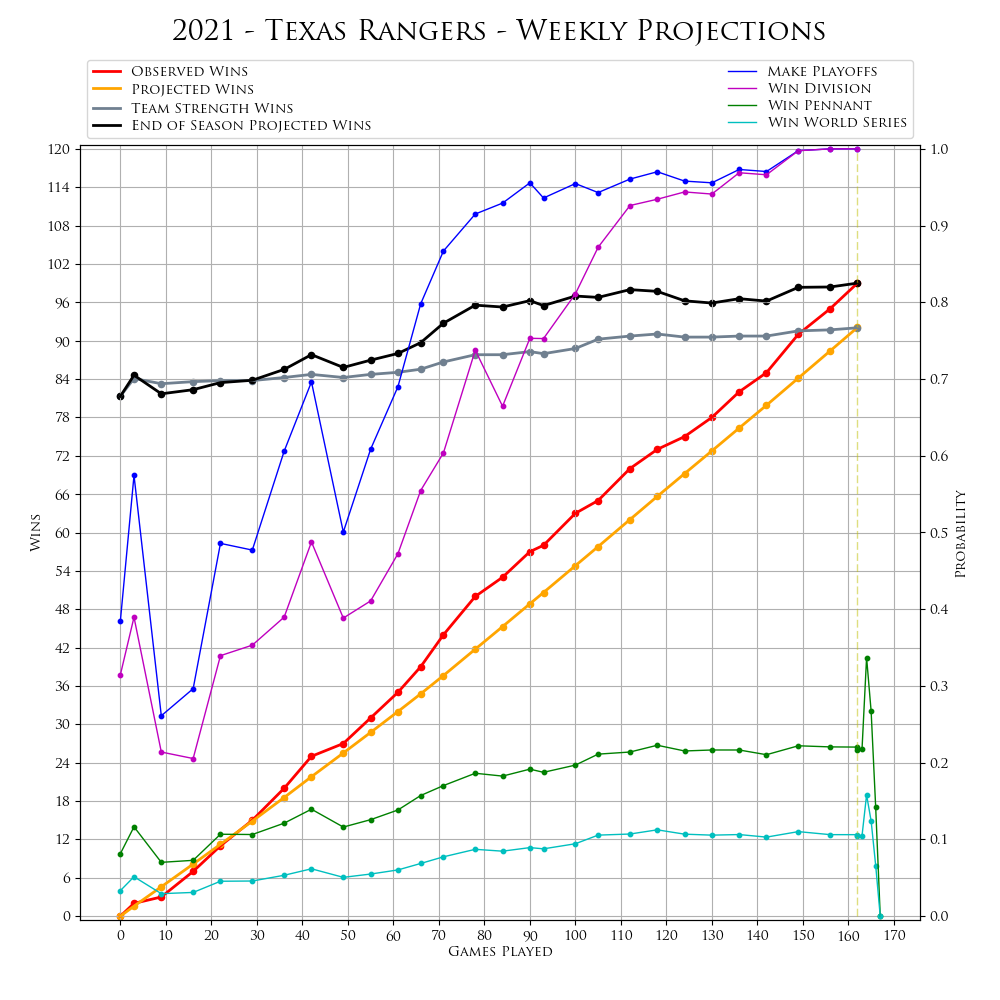 2021 - Texas Rangers - Weekly Projections
Observed Wins
Projected Wins
Team Strength Wins
End of Season Projected Wins
Make Playoffs
Win Division
Win Pennant
Win World Series
120
114
108
102
96
90
84
78
72
66
60
54
48
42
36
30
24
18
12
6
0
Wins
1.0
0.9
0.8
0.7
0.6
0.5
0.4
0.3
0.2
0.1
0.0
Probability
0 10 20 30 40 50 60 70 80 90 100 110 120 130 140 150 160 170
Games Played